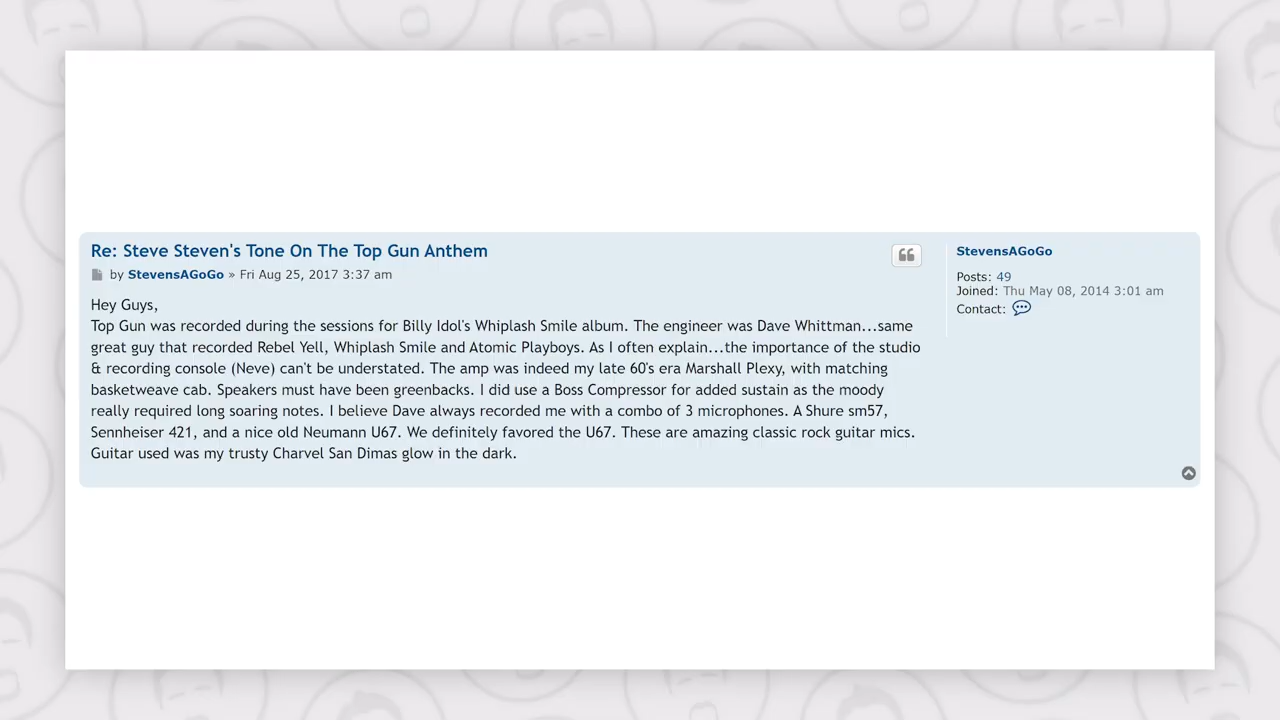 Re: Steve Steven's Tone On The Top Gun Anthem
by StevensAGoGo » Fri Aug 25, 2017 3:37 am
Hey Guys,
Top Gun was recorded during the sessions for Billy Idol's Whiplash Smile album. The engineer was Dave Whittman...same
great guy that recorded Rebel Yell, Whiplash Smile and Atomic Playboys. As I often explain...the importance of the studio
& recording console (Neve) can't be understated. The amp was indeed my late 60's era Marshall Plexy, with matching
basketweave cab. Speakers must have been greenbacks. I did use a Boss Compressor for added sustain as the moody
really required long soaring notes. I believe Dave always recorded me with a combo of 3 microphones. A Shure sm57,
Sennheiser 421, and a nice old Neumann U67. We definitely favored the U67. These are amazing classic rock guitar mics.
Guitar used was my trusty Charvel San Dimas glow in the dark.
StevensAGoGo
Posts: 49
Joined: Thu May 08, 2014 3:01 am
Contact: